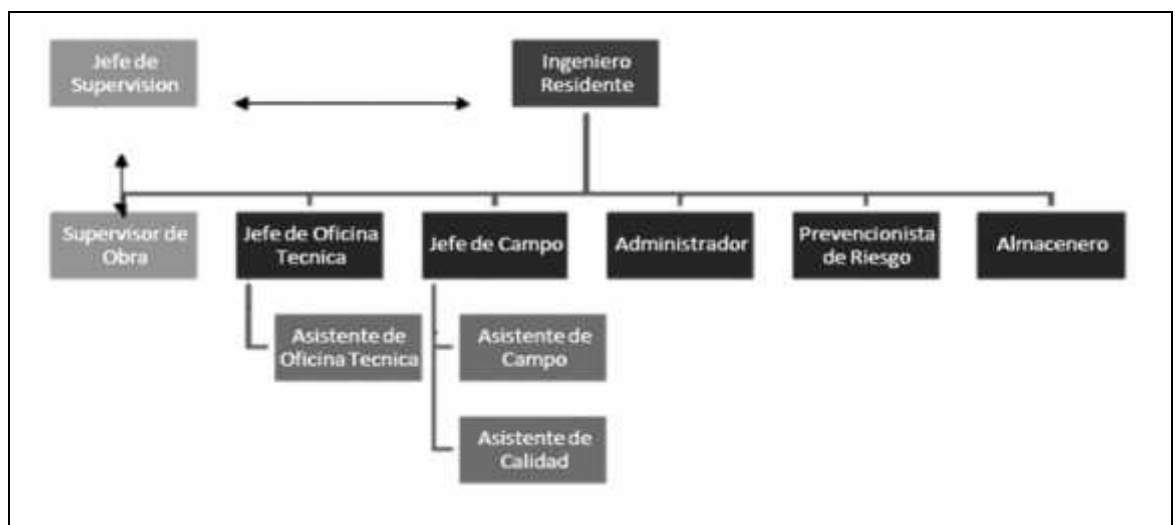 Jefe de
Supervision
Ingeniero
Residente
Supervisor de
Obra
Jefe de Oficina
Tecnica
Jefe de Campo
Administrador
Prevencionista
de Riesgo
Almacenero
Asistente de
Oficina Tecnica
Asistente de
Campo
Asistente de
Calidad